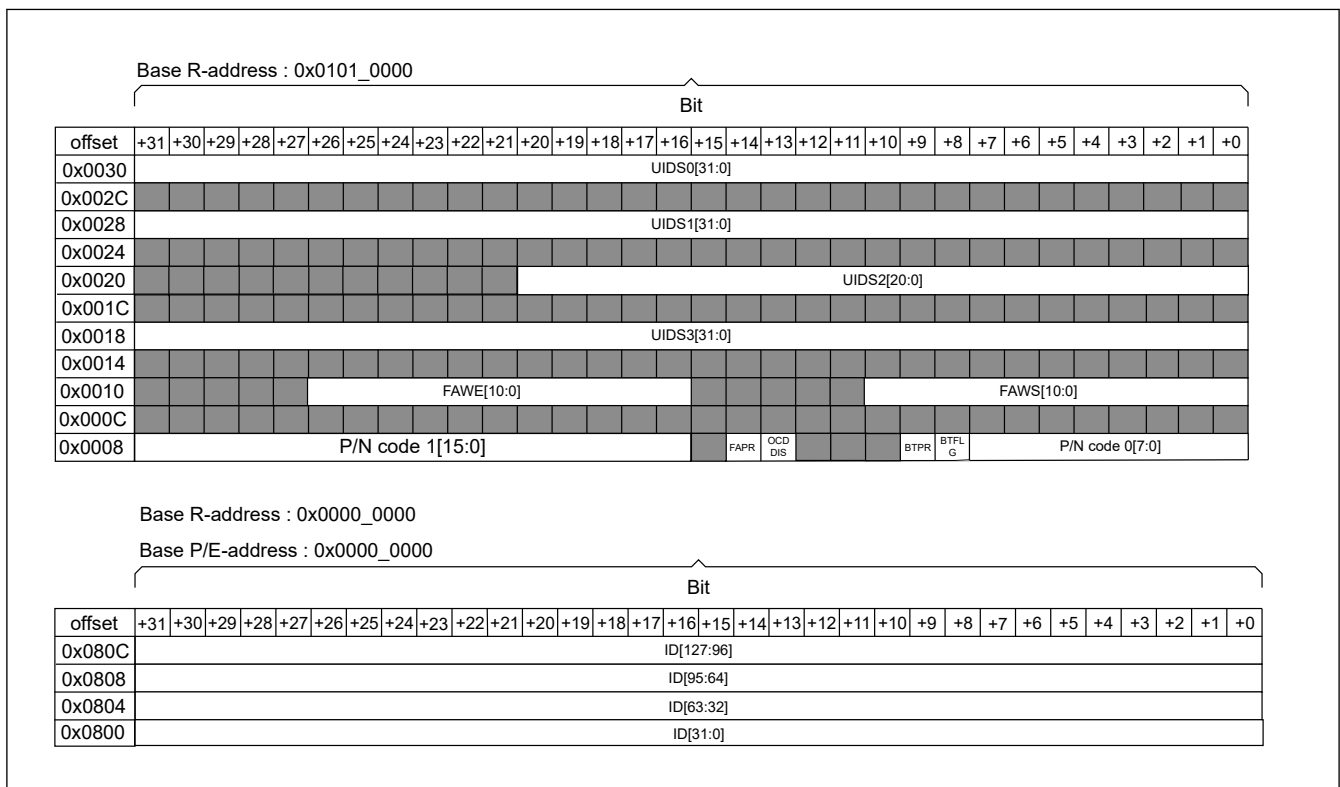 Base R-address : 0x0101_0000
Bit
offset +31 +30 +29 +28 +27 +26 +25 +24 +23 +22 +21 +20 +19 +18 +17 +16 +15 +14 +13 +12 +11 +10 +9 +8 +7 +6 +5 +4 +3 +2 +1 +0
0x0030 UIDS0[31:0]
0x002C
0x0028 UIDS1[31:0]
0x0024
0x0020 UIDS2[20:0]
0x001C
0x0018 UIDS3[31:0]
0x0014
0x0010 FAWE[10:0] FAWS[10:0]
0x000C
0x0008 P/N code 1[15:0] FAPR OCD DIS BTPR BTFL G P/N code 0[7:0]
Base R-address : 0x0000_0000
Base P/E-address : 0x0000_0000
Bit
offset +31 +30 +29 +28 +27 +26 +25 +24 +23 +22 +21 +20 +19 +18 +17 +16 +15 +14 +13 +12 +11 +10 +9 +8 +7 +6 +5 +4 +3 +2 +1 +0
0x080C ID[127:96]
0x0808 ID[95:64]
0x0804 ID[63:32]
0x0800 ID[31:0]